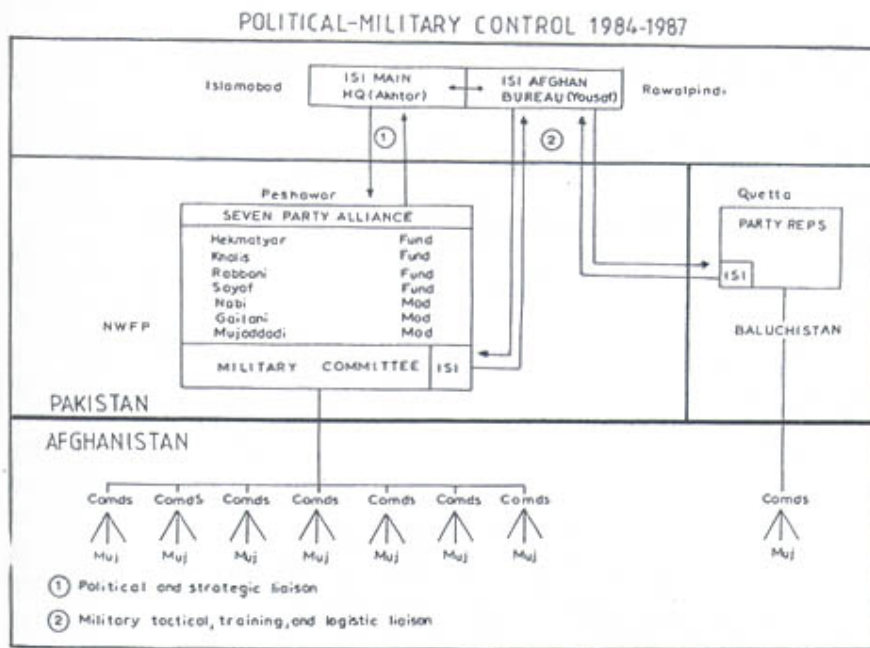 POLITICAL-MILITARY CONTROL 1984-1987
Islamabad
ISI MAIN
HQ (Akhtar)
ISI AFGHAN
BUREAU (Yousaf)
Rawalpindi
1
2
Peshawar
SEVEN PARTY ALLIANCE
Hekmatyar Fund
Khalis Fund
Rabbani Fund
Sayaf Fund
Nabi Mod
Gailani Mod
Mujaddadi Mod
MILITARY COMMITTEE ISI
NWFP
Quetta
PARTY REPS
ISI
BALUCHISTAN
PAKISTAN
AFGHANISTAN
Comds Comds Comds Comds Comds Comds Comds Comds
Muj Muj Muj Muj Muj Muj Muj Muj
1 Political and strategic liaison
2 Military tactical, training, and logistic liaison